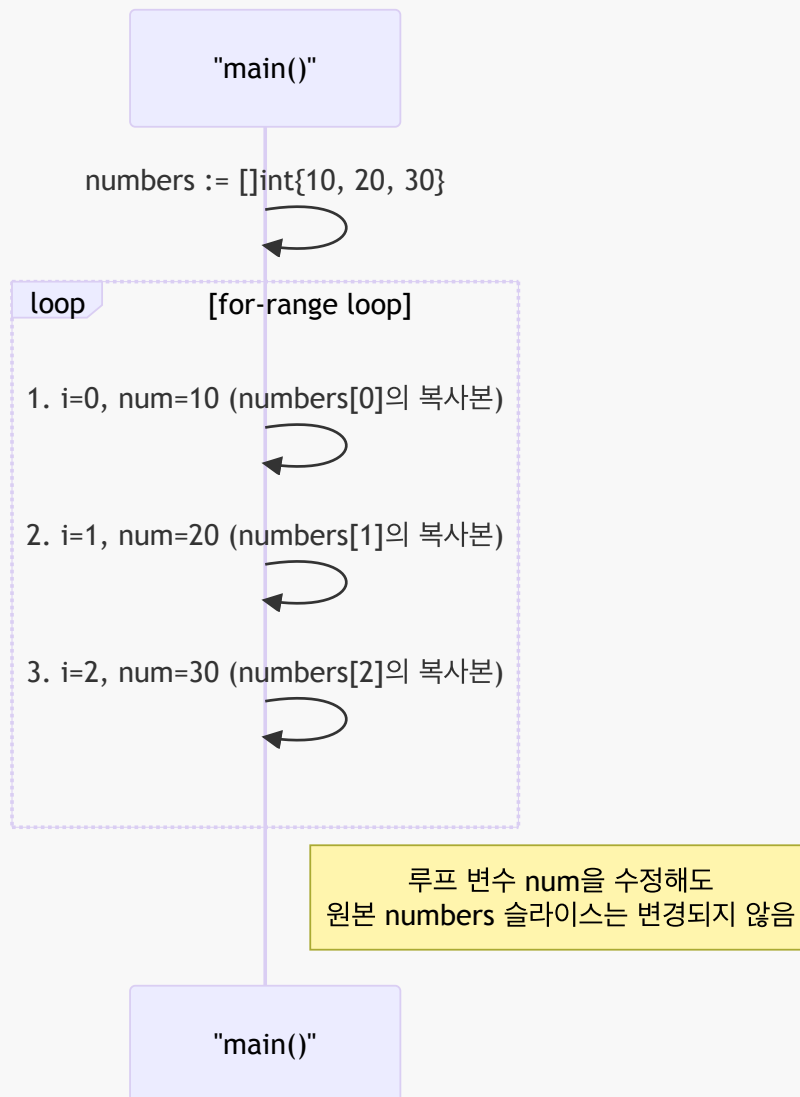 "main()"
numbers := []int{10, 20, 30}
loop
[for-range loop]
1. i=0, num=10 (numbers[0]의 복사본)
2. i=1, num=20 (numbers[1]의 복사본)
3. i=2, num=30 (numbers[2]의 복사본)
루프 변수 num을 수정해도
원본 numbers 슬라이스는 변경되지 않음
"main()"